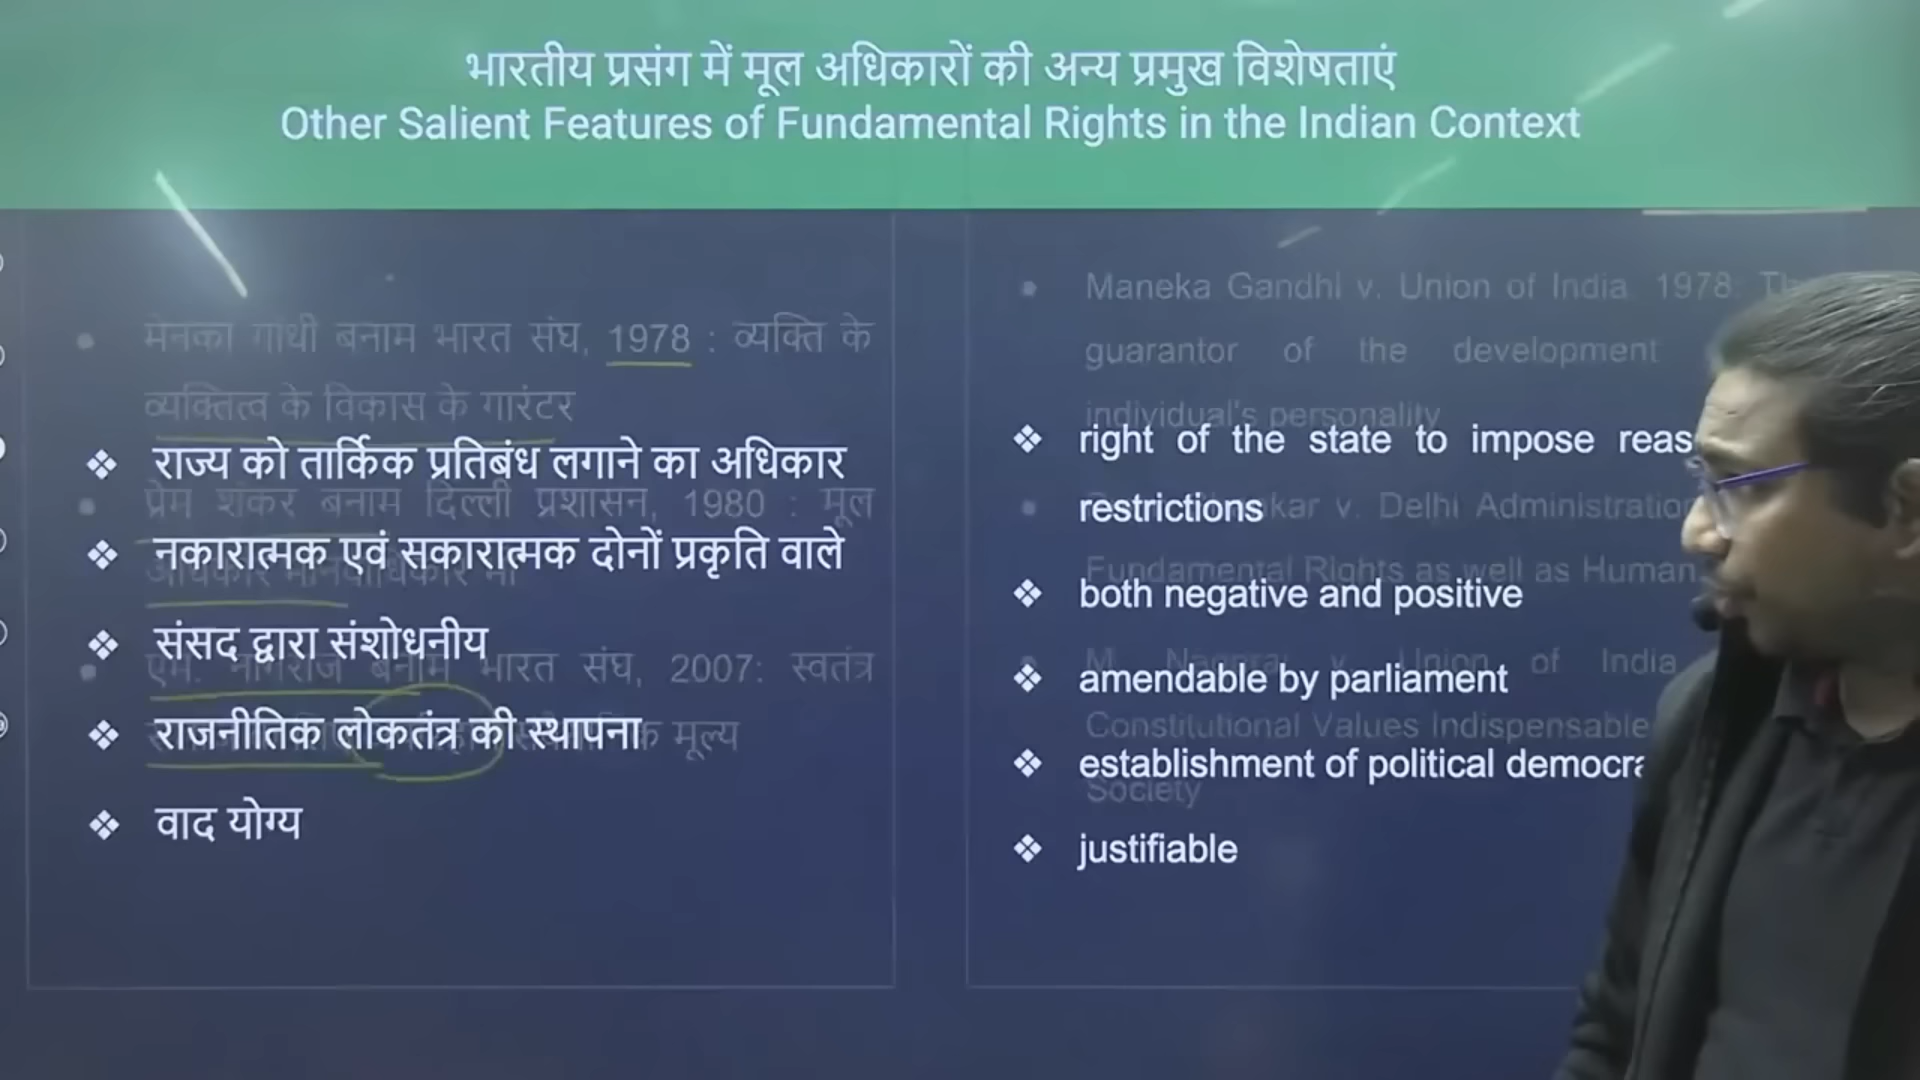 भारतीय प्रसंग में मूल अधिकारों की अन्य प्रमुख विशेषताएं
Other Salient Features of Fundamental Rights in the Indian Context
मेनका गांधी बनाम भारत संघ, 1978 : व्यक्ति के
व्यक्तित्व के विकास के गारंटर
❖ राज्य को तार्किक प्रतिबंध लगाने का अधिकार
प्रेम शंकर बनाम दिल्ली प्रशासन, 1980 : मूल
❖ नकारात्मक एवं सकारात्मक दोनों प्रकृति वाले
अधिकार मानवाधिकार भी
❖ संसद द्वारा संशोधनीय
एम. नागराज बनाम भारत संघ, 2007: स्वतंत्र
❖ राजनीतिक लोकतंत्र की स्थापना
मूल्य
❖ वाद योग्य
Maneka Gandhi v. Union of India 1978
guarantor of the development
individual's personality
❖ right of the state to impose reas
restrictions
kar v. Delhi Administration
Fundamental Rights as well as Human
❖ both negative and positive
M. Nagaraj v. Union of India
❖ amendable by parliament
Constitutional Values Indispensable
❖ establishment of political democra
Society
❖ justifiable